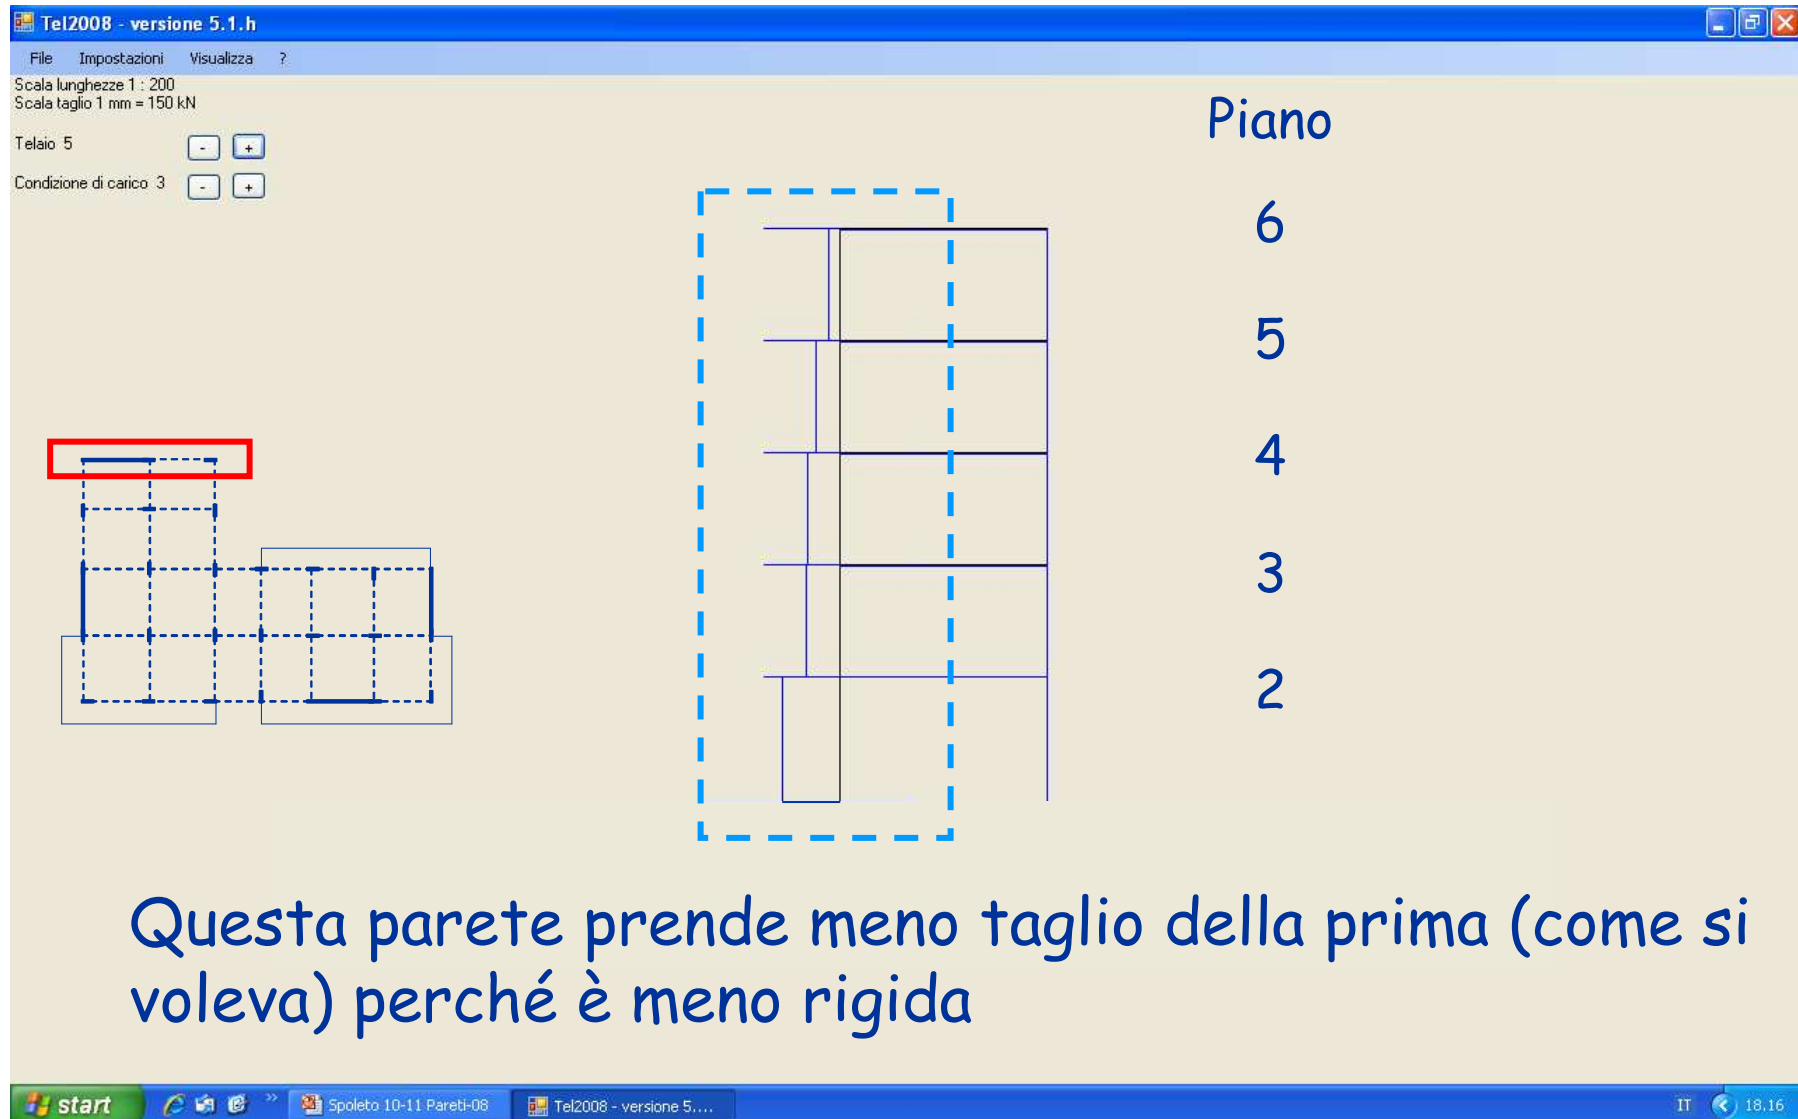 Tel2008 - versione 5.1.h
File Impostazioni Visualizza ?
Scala lunghezze 1 : 200
Scala taglio 1 mm = 150 kN
Telaio 5 - +
Condizione di carico 3 - +
Piano
6
5
4
3
2
Questa parete prende meno taglio della prima (come si
voleva) perché è meno rigida
start » Spoleto 10-11 Pareti-08 Tel2008 - versione 5.... IT 18.16